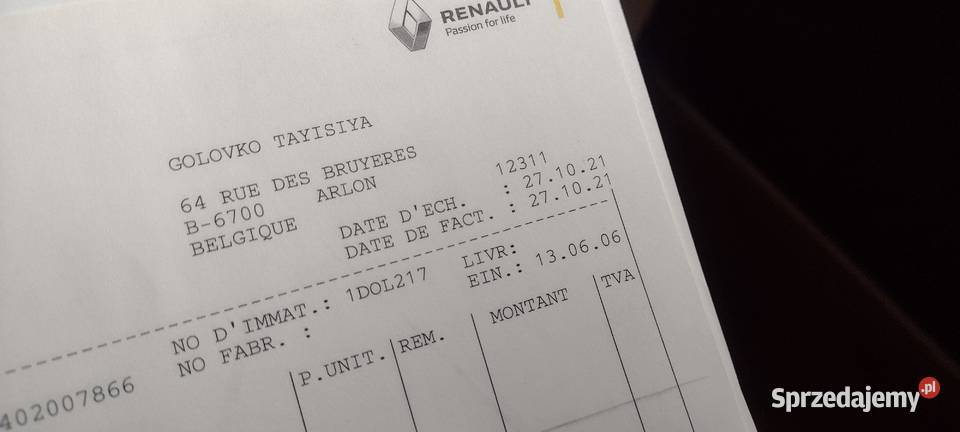 RENAULT
Passion for life
GOLOVKO TAYISIYA
64 RUE DES BRUYERES
B-6700 ARLON
BELGIQUE
12311
DATE D'ECH. : 27.10.21
DATE DE FACT. : 27.10.21
NO D'IMMAT.: 1DOL217 LIVR:
NO FABR. : EIN.: 13.06.06
P.UNIT. REM. MONTANT TVA
402007866
Sprzedajemy.pl